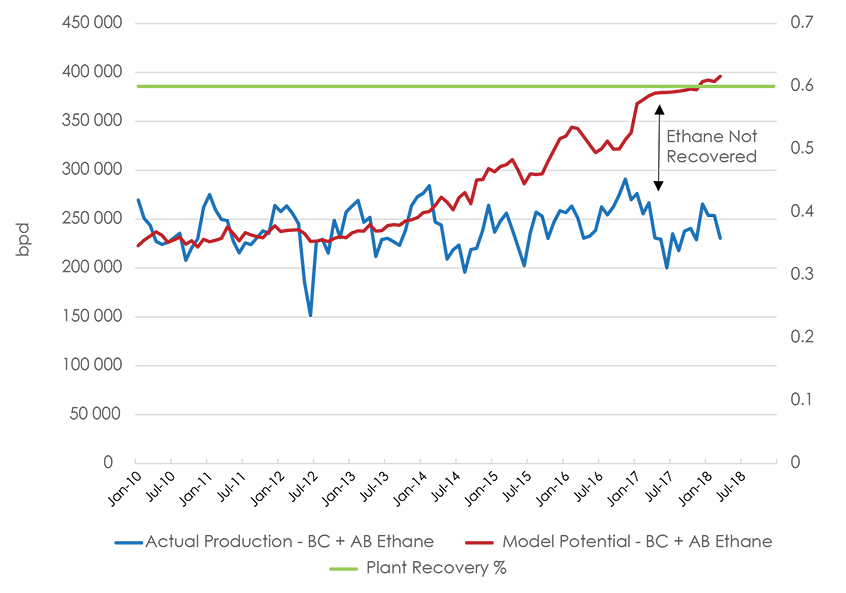 450 000
400 000
350 000
300 000
250 000
200 000
150 000
100 000
50 000
0
bpd
0.7
0.6
0.5
0.4
0.3
0.2
0.1
0
Ethane Not
Recovered
Jan-10
Jul-10
Jan-11
Jul-11
Jan-12
Jul-12
Jan-13
Jul-13
Jan-14
Jul-14
Jan-15
Jul-15
Jan-16
Jul-16
Jan-17
Jul-17
Jan-18
Jul-18
Actual Production - BC + AB Ethane
Model Potential - BC + AB Ethane
Plant Recovery %